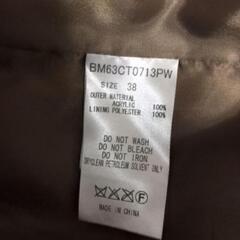 BM63CT0713PW
SIZE 38
OUTER MATERIAL
ACRYLIC 100%
LINING POLYESTER 100%
DO NOT WASH
DO NOT BLEACH
DO NOT IRON
DRYCLEAN PETROLEUM SOLVENT ONLY
F
MADE IN CHINA